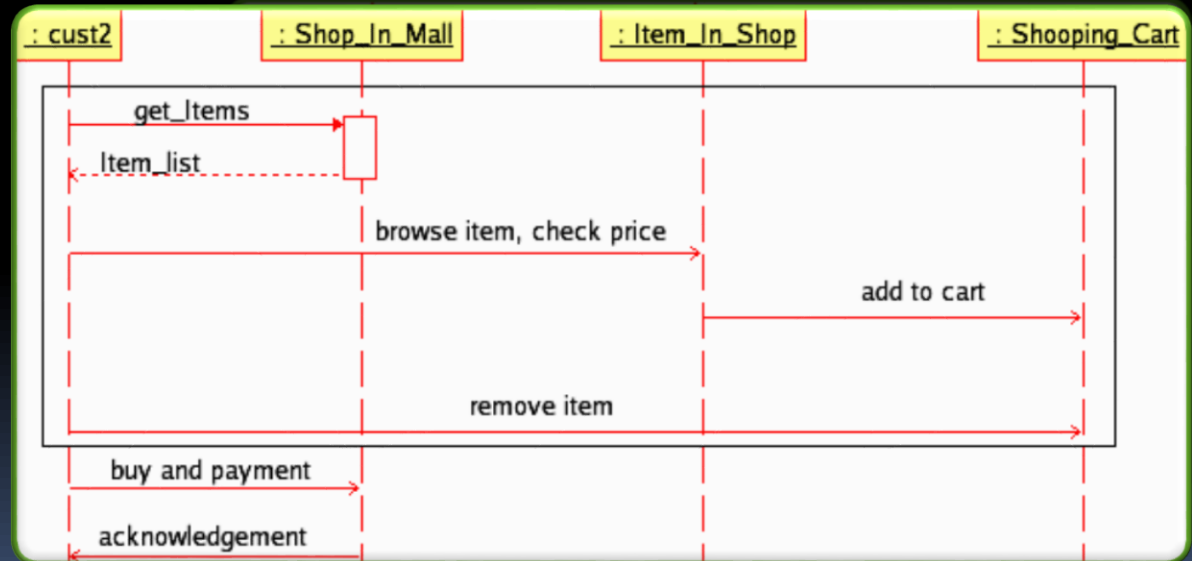 : cust2
: Shop_In_Mall
: Item_In_Shop
: Shooping_Cart
get_Items
Item_list
browse item, check price
add to cart
remove item
buy and payment
acknowledgement